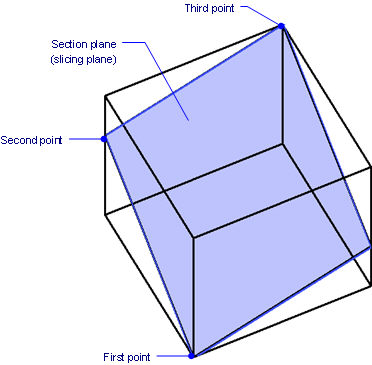 Third point
Section plane
(slicing plane)
Second point
First point